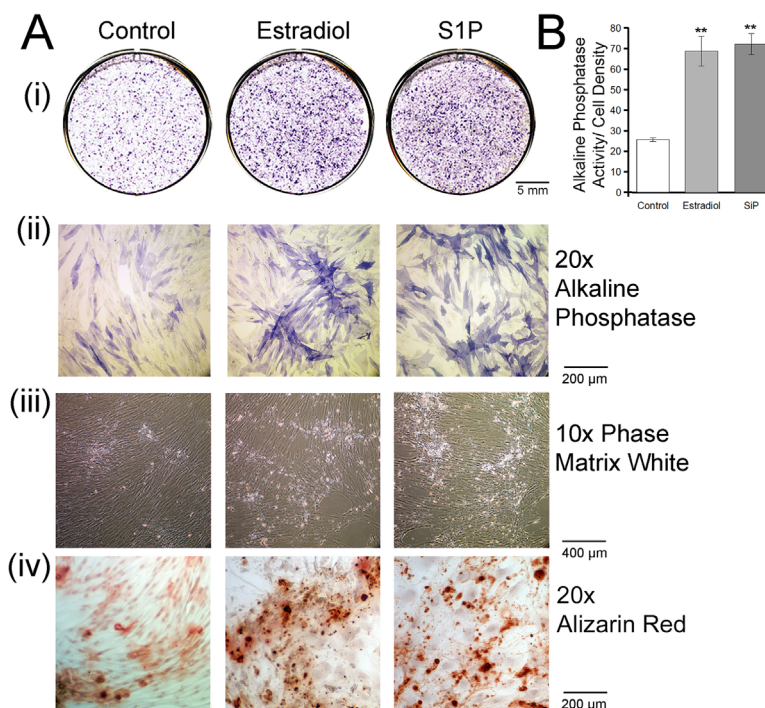 A
Control
Estradiol
S1P
(i)
5 mm
(ii)
20x
Alkaline
Phosphatase
200 µm
(iii)
10x Phase
Matrix White
400 µm
(iv)
20x
Alizarin Red
200 µm
B
Alkaline Phosphatase
Activity/ Cell Density
80
70
60
50
40
30
20
10
0
**
**
Control
Estradiol
SiP